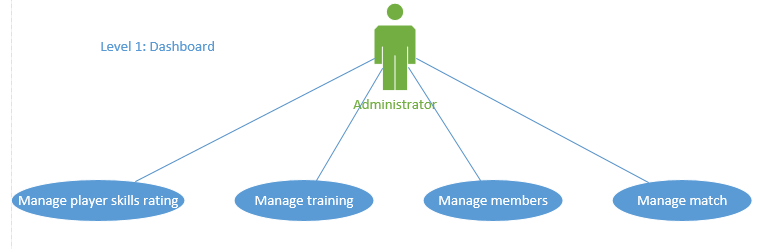 Level 1: Dashboard
Administrator
Manage player skills rating
Manage training
Manage members
Manage match